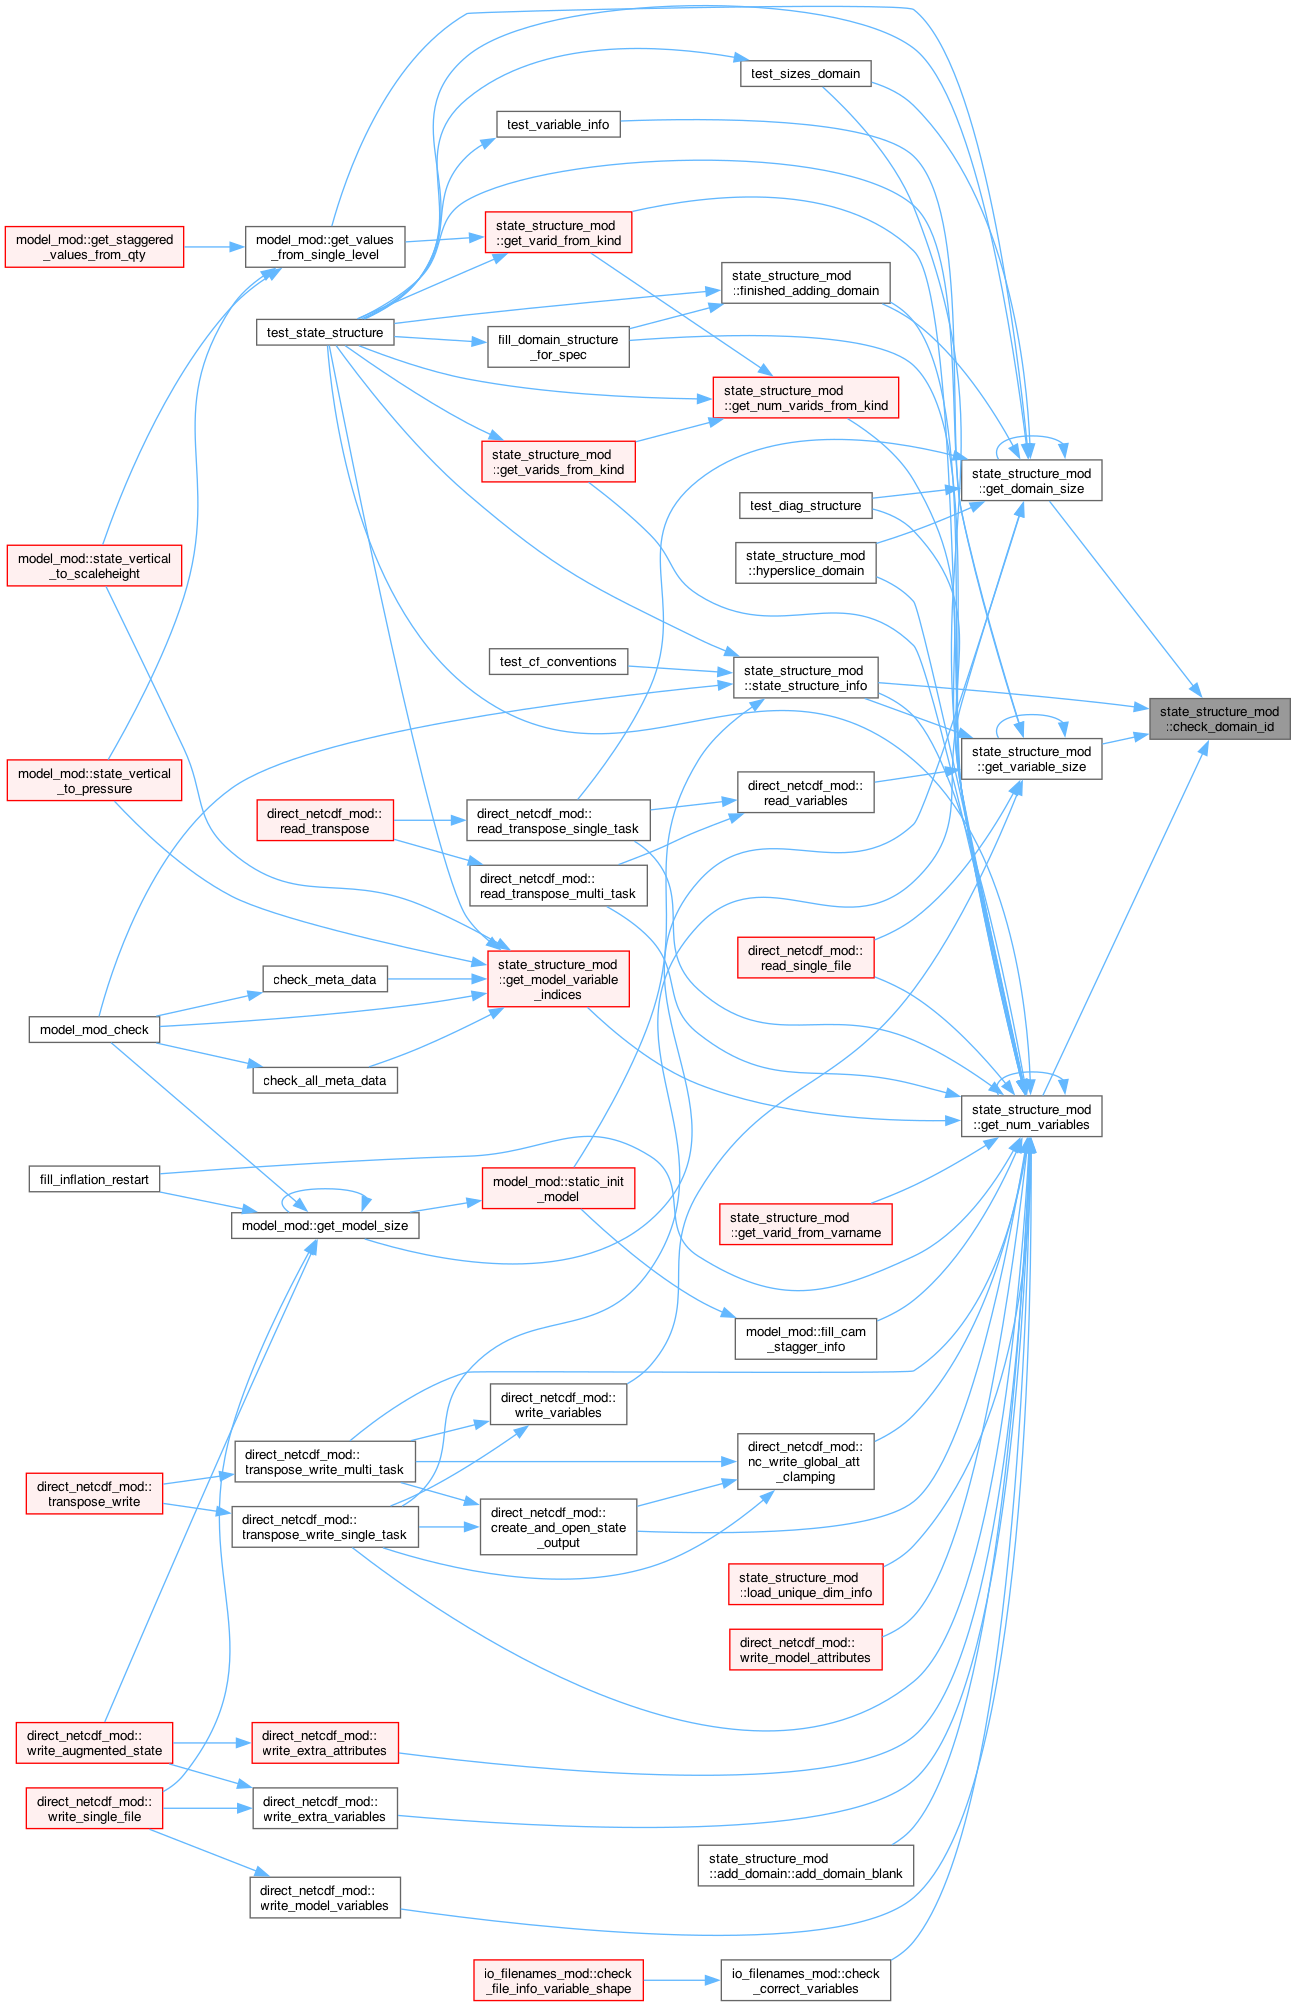 test_sizes_domain
test_variable_info
model_mod::get_staggered
_values_from_qty
model_mod::get_values
_from_single_level
state_structure_mod
::get_varid_from_kind
state_structure_mod
::finished_adding_domain
test_state_structure
fill_domain_structure
_for_spec
state_structure_mod
::get_num_varids_from_kind
state_structure_mod
::get_varids_from_kind
state_structure_mod
::get_domain_size
test_diag_structure
state_structure_mod
::hyperslice_domain
model_mod::state_vertical
_to_scaleheight
test_cf_conventions
state_structure_mod
::state_structure_info
state_structure_mod
::check_domain_id
state_structure_mod
::get_variable_size
model_mod::state_vertical
_to_pressure
direct_netcdf_mod::
read_variables
direct_netcdf_mod::
read_transpose
direct_netcdf_mod::
read_transpose_single_task
direct_netcdf_mod::
read_transpose_multi_task
direct_netcdf_mod::
read_single_file
state_structure_mod
::get_model_variable
_indices
check_meta_data
model_mod_check
check_all_meta_data
state_structure_mod
::get_num_variables
fill_inflation_restart
model_mod::static_init
_model
model_mod::get_model_size
state_structure_mod
::get_varid_from_varname
model_mod::fill_cam
_stagger_info
direct_netcdf_mod::
write_variables
direct_netcdf_mod::
transpose_write_multi_task
direct_netcdf_mod::
nc_write_global_att
_clamping
direct_netcdf_mod::
transpose_write
direct_netcdf_mod::
transpose_write_single_task
direct_netcdf_mod::
create_and_open_state
_output
state_structure_mod
::load_unique_dim_info
direct_netcdf_mod::
write_model_attributes
direct_netcdf_mod::
write_augmented_state
direct_netcdf_mod::
write_extra_attributes
direct_netcdf_mod::
write_single_file
direct_netcdf_mod::
write_extra_variables
state_structure_mod
::add_domain::add_domain_blank
direct_netcdf_mod::
write_model_variables
io_filenames_mod::check
_file_info_variable_shape
io_filenames_mod::check
_correct_variables